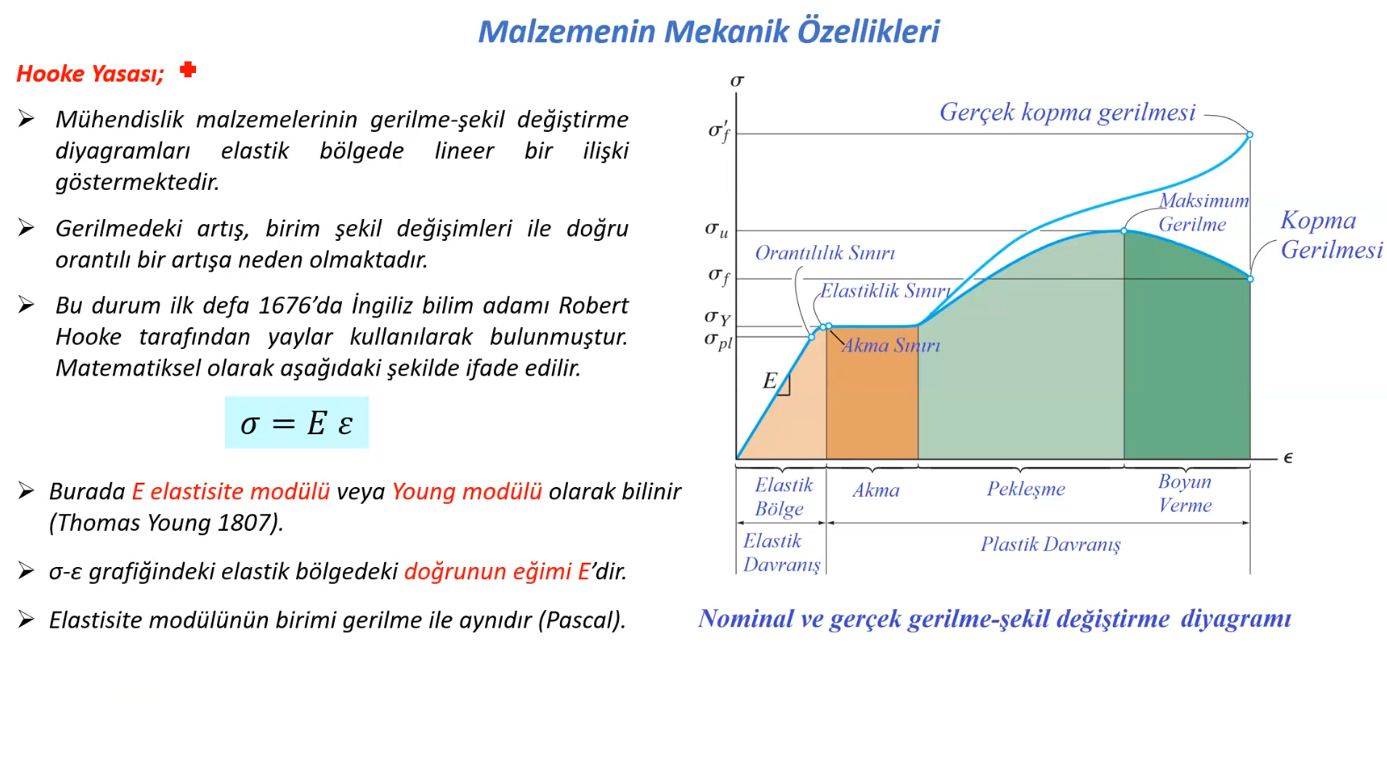 Malzemenin Mekanik Özellikleri
Hooke Yasası;
Mühendislik malzemelerinin gerilme-şekil değiştirme
diyagramları elastik bölgede lineer bir ilişki
göstermektedir.
Gerilmedeki artış, birim şekil değişimleri ile doğru
orantılı bir artışa neden olmaktadır.
Bu durum ilk defa 1676’da İngiliz bilim adamı Robert
Hooke tarafından yaylar kullanılarak bulunmuştur.
Matematiksel olarak aşağıdaki şekilde ifade edilir.
σ = E ε
Burada E elastisite modülü veya Young modülü olarak bilinir
(Thomas Young 1807).
σ-ε grafiğindeki elastik bölgedeki doğrunun eğimi E’dir.
Elastisite modülünün birimi gerilme ile aynıdır (Pascal).
σ
Gerçek kopma gerilmesi
σ′f
Maksimum
Gerilme
Kopma
Gerilmesi
σu
Orantılılık Sınırı
σf
Elastiklik Sınırı
σY
σpl
Akma Sınırı
E
ϵ
Elastik
Bölge
Akma
Pekleşme
Boyun
Verme
Elastik
Davranış
Plastik Davranış
Nominal ve gerçek gerilme-şekil değiştirme diyagramı